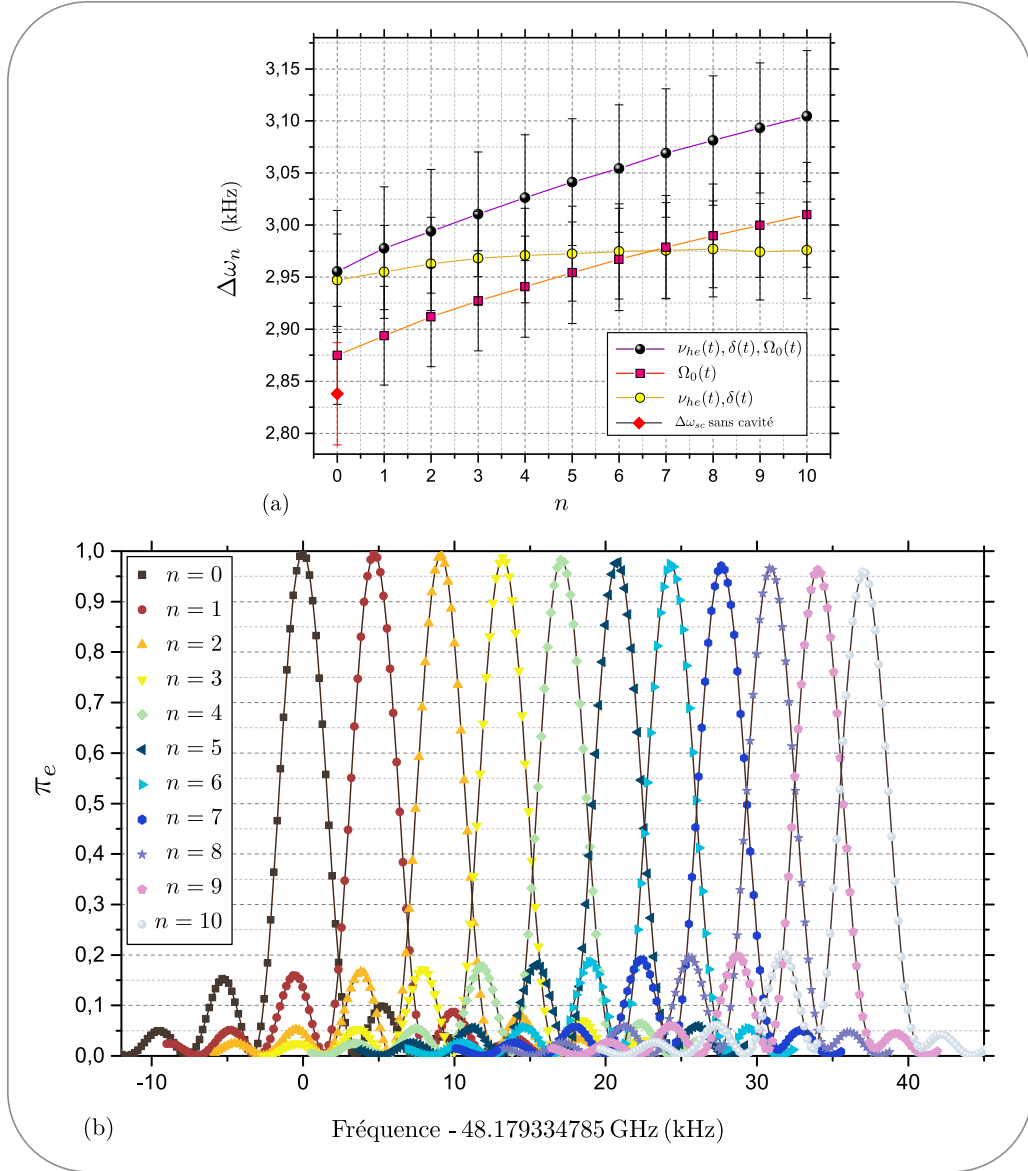 3,15
3,10
3,05
3,00
2,95
2,90
2,85
2,80
Δω_n (kHz)
ν_he(t), δ(t), Ω_0(t)
Ω_0(t)
ν_he(t),δ(t)
Δω_sc sans cavité
0 1 2 3 4 5 6 7 8 9 10
(a)
n
1,0
0,9
0,8
0,7
0,6
0,5
0,4
0,3
0,2
0,1
0,0
π_e
n = 0
n = 1
n = 2
n = 3
n = 4
n = 5
n = 6
n = 7
n = 8
n = 9
n = 10
-10 0 10 20 30 40
(b)
Fréquence - 48.179334785 GHz (kHz)